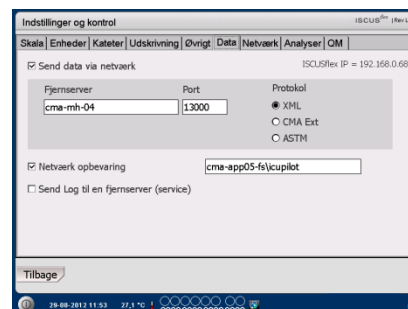 Indstillinger og kontrol
ISCUSflex
Skala Enheder Kateter Udskrivning Øvrigt Data Netværk Analyser QM
Send data via netværk
ISCUSflex IP = 192.168.0.68
Fjernserver Port Protokol
cma-mh-04 13000 XML
CMA Ext
ASTM
Netværk opbevaring cma-app05-fs\icupilot
Send Log til en fjernserver (service)
Tilbage
29-08-2012 11:53 27,1 °C